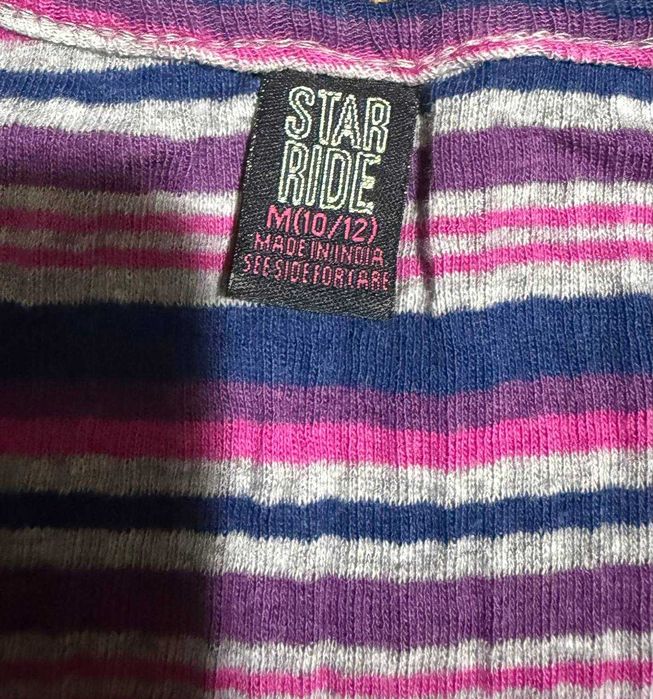 STAR
RIDE
M(10/12)
MADE IN INDIA
SEE SIDE FOR CARE